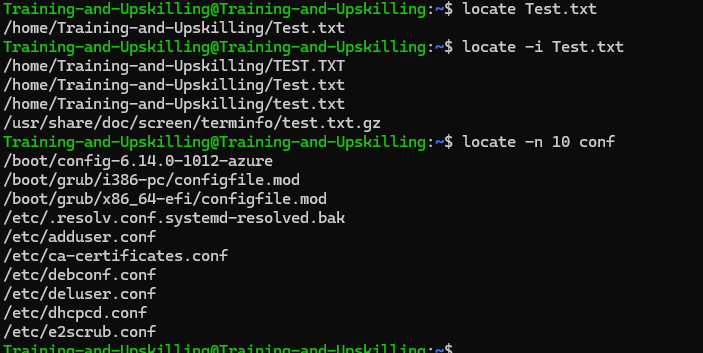 Training-and-Upskilling@Training-and-Upskilling:~$ locate Test.txt
/home/Training-and-Upskilling/Test.txt
Training-and-Upskilling@Training-and-Upskilling:~$ locate -i Test.txt
/home/Training-and-Upskilling/TEST.TXT
/home/Training-and-Upskilling/Test.txt
/home/Training-and-Upskilling/test.txt
/usr/share/doc/screen/terminfo/test.txt.gz
Training-and-Upskilling@Training-and-Upskilling:~$ locate -n 10 conf
/boot/config-6.14.0-1012-azure
/boot/grub/i386-pc/configfile.mod
/boot/grub/x86_64-efi/configfile.mod
/etc/.resolv.conf.systemd-resolved.bak
/etc/adduser.conf
/etc/ca-certificates.conf
/etc/debconf.conf
/etc/deluser.conf
/etc/dhcpcd.conf
/etc/e2scrub.conf
Training-and-Upskilling@Training-and-Upskilling:~$